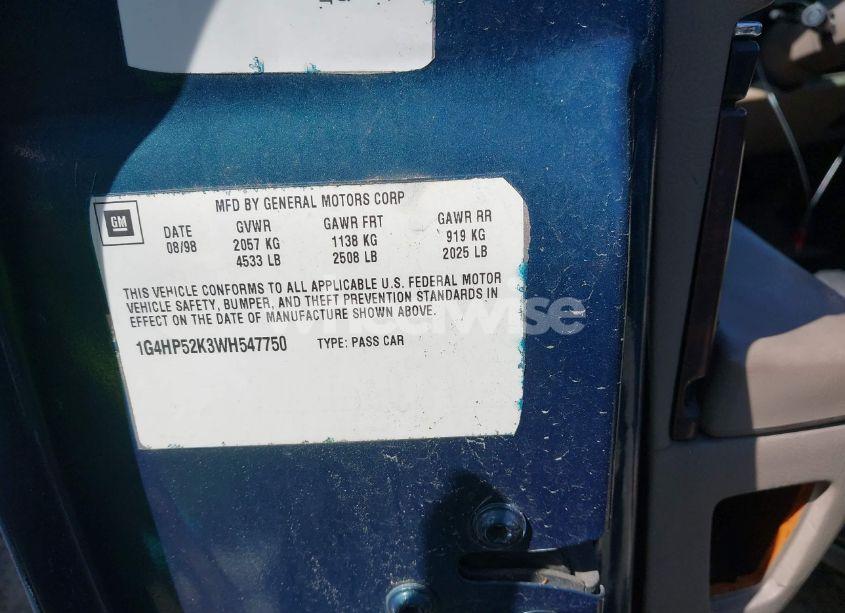 MFD BY GENERAL MOTORS CORP
GM
DATE GVWR GAWR FRT GAWR RR
08/98 2057 KG 1138 KG 919 KG
4533 LB 2508 LB 2025 LB
THIS VEHICLE CONFORMS TO ALL APPLICABLE U.S. FEDERAL MOTOR
VEHICLE SAFETY, BUMPER, AND THEFT PREVENTION STANDARDS IN
EFFECT ON THE DATE OF MANUFACTURE SHOWN ABOVE.
wheelwise
1G4HP52K3WH547750 TYPE: PASS CAR